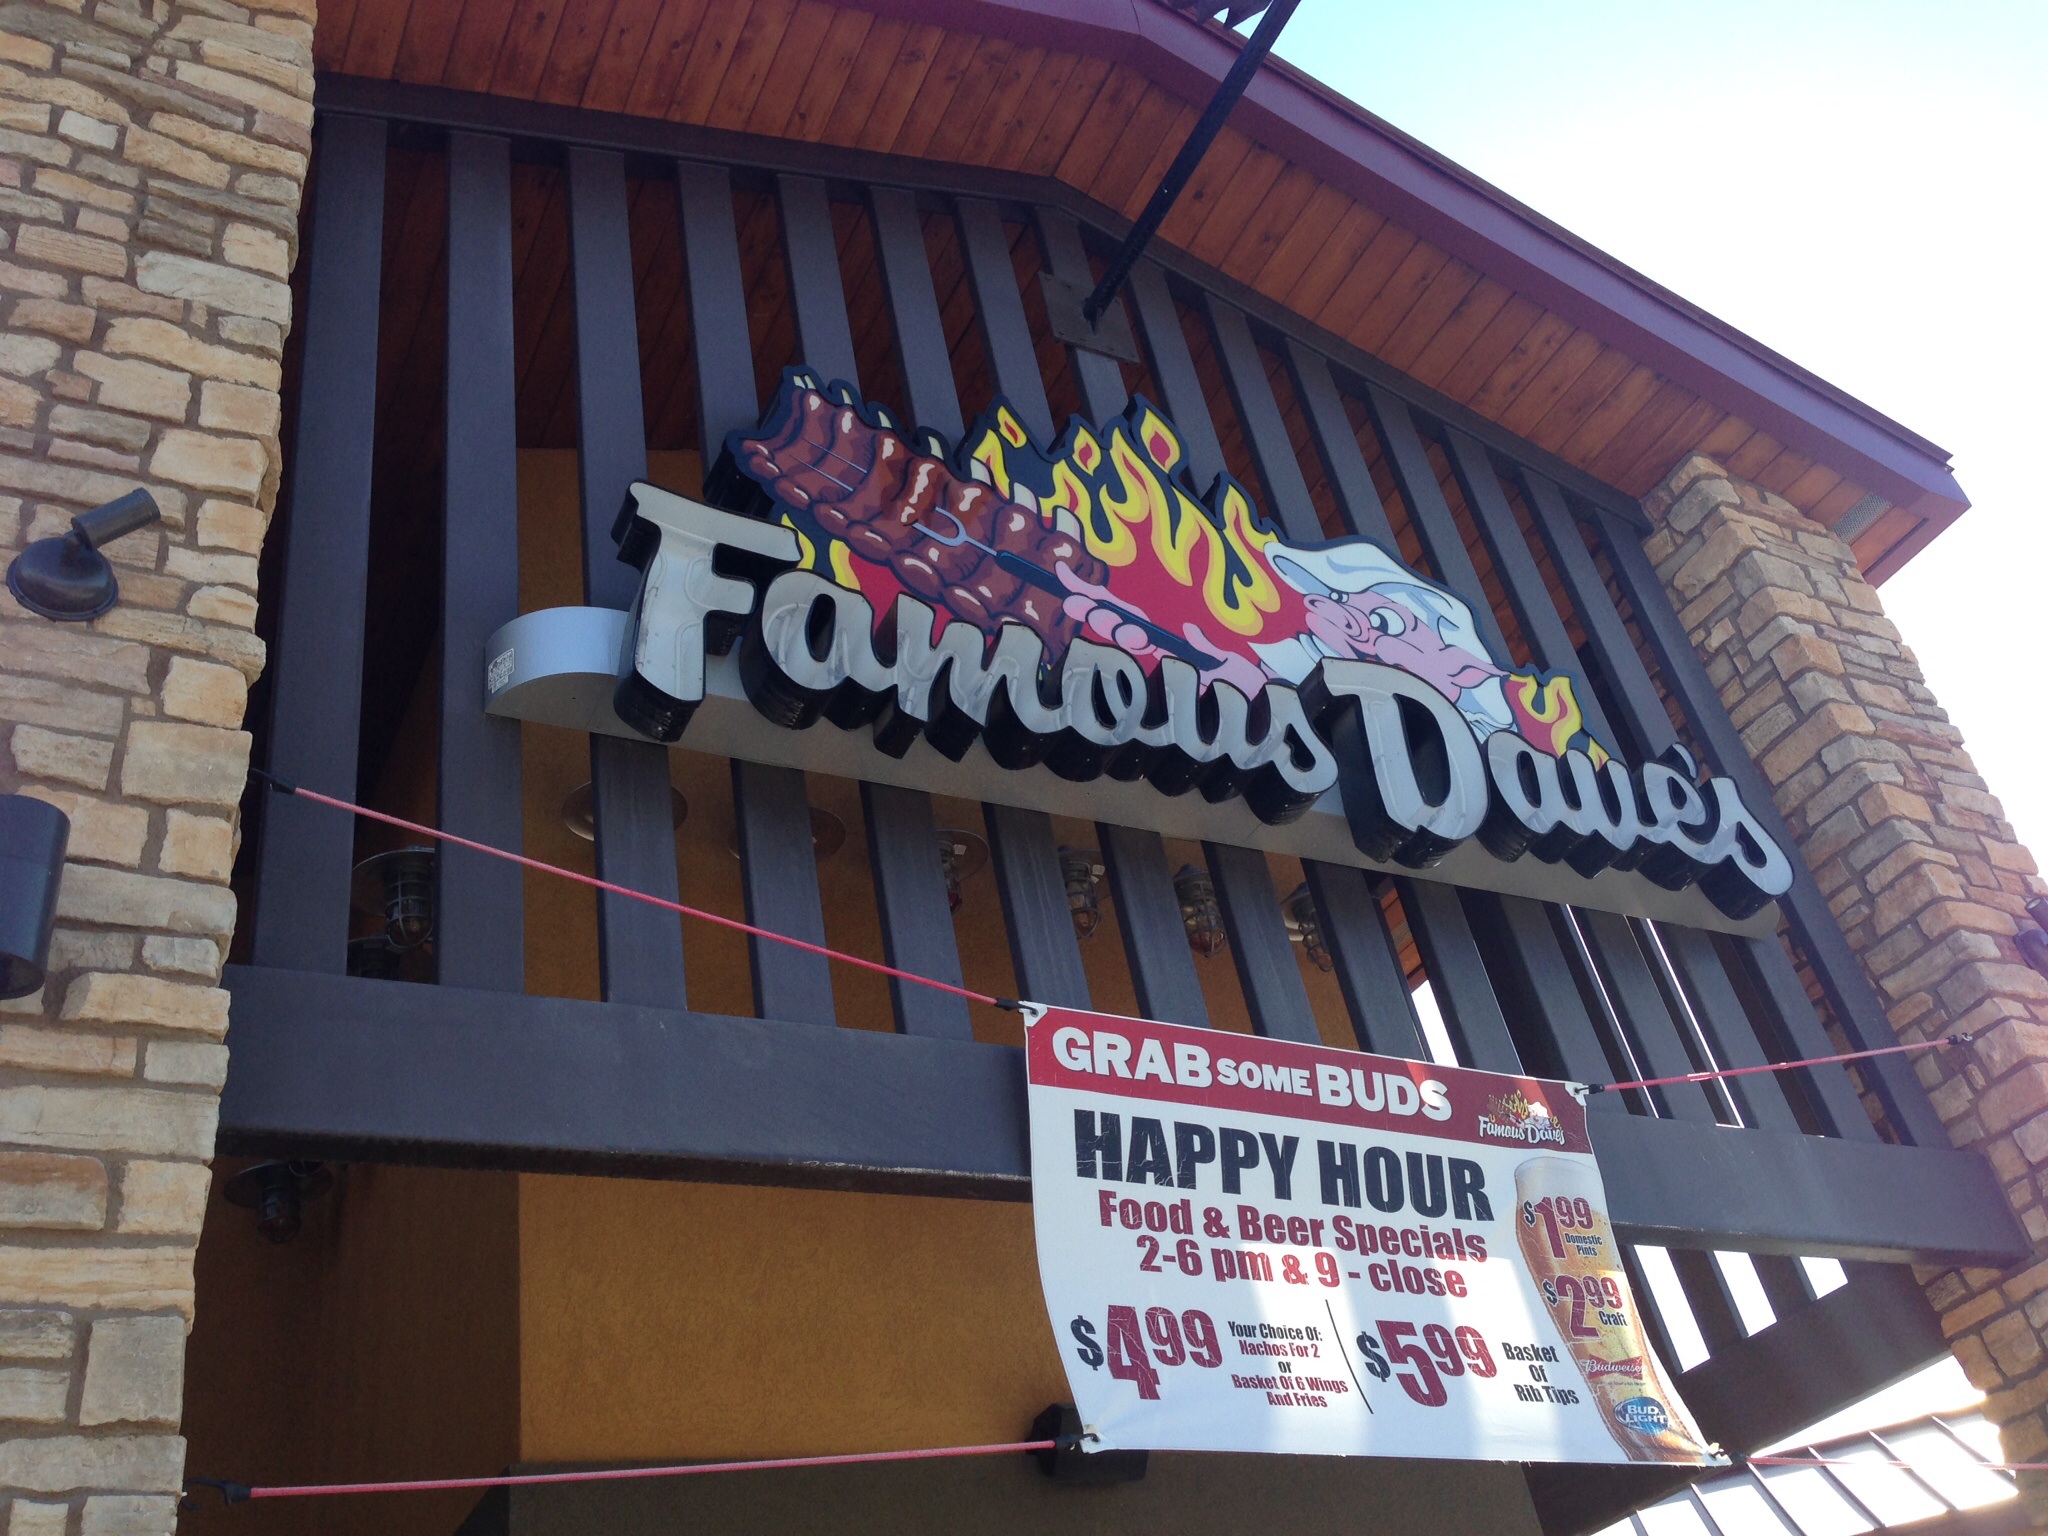 Famous Dave's
GRAB SOME BUDS
Famous Dave's
HAPPY HOUR
Food & Beer Specials
2-6 pm & 9 - close
$4.99
Your Choice Of:
Nachos For 2
or
Basket Of 6 Wings
And Fries
$5.99
Basket
Of
Rib Tips
$1.99
Domestic
Pints
$2.99
Craft
Budweiser
BUD
LIGHT